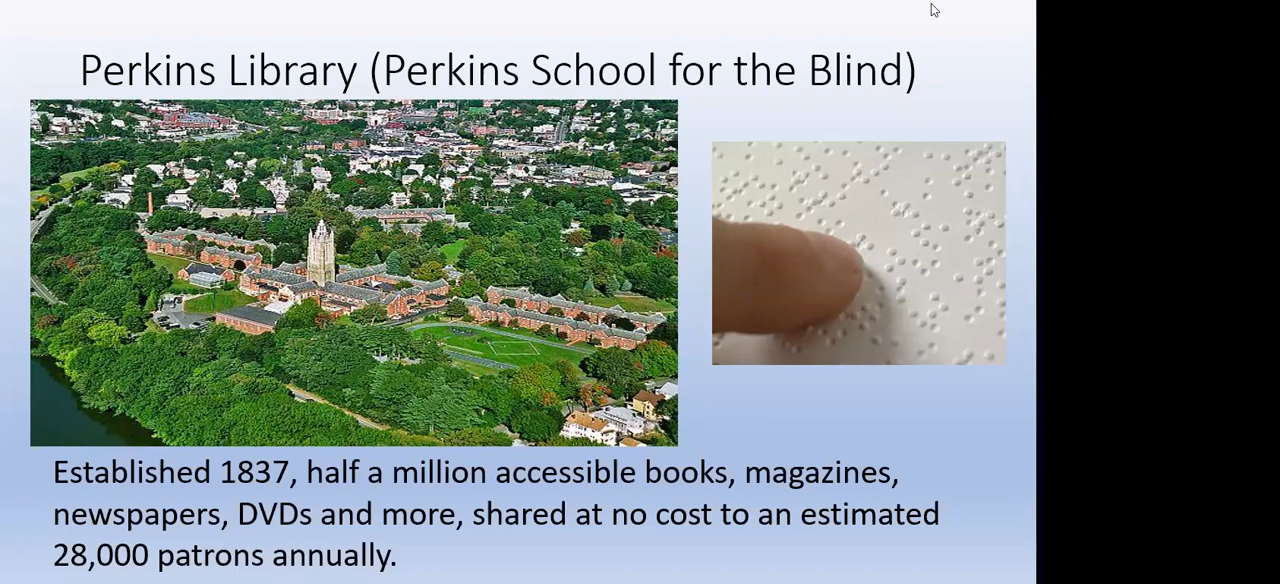 Perkins Library (Perkins School for the Blind)
Established 1837, half a million accessible books, magazines,
newspapers, DVDs and more, shared at no cost to an estimated
28,000 patrons annually.